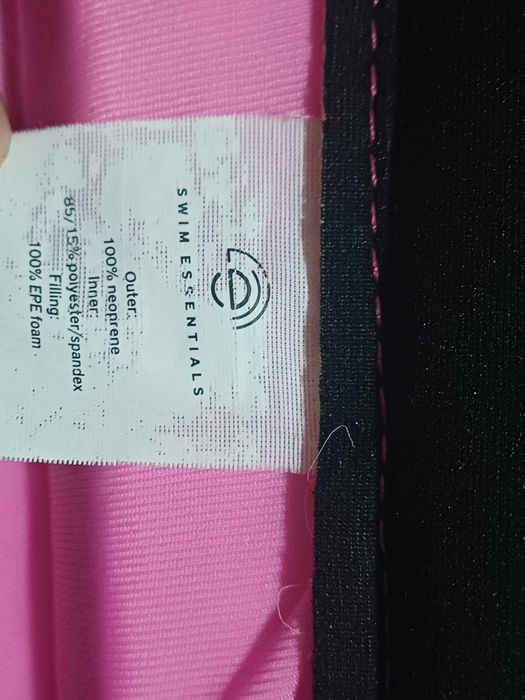 SWIM ESSENTIALS
Outer:
100% neoprene
Inner:
85/15% polyester/spandex
Filling:
100% EPE foam